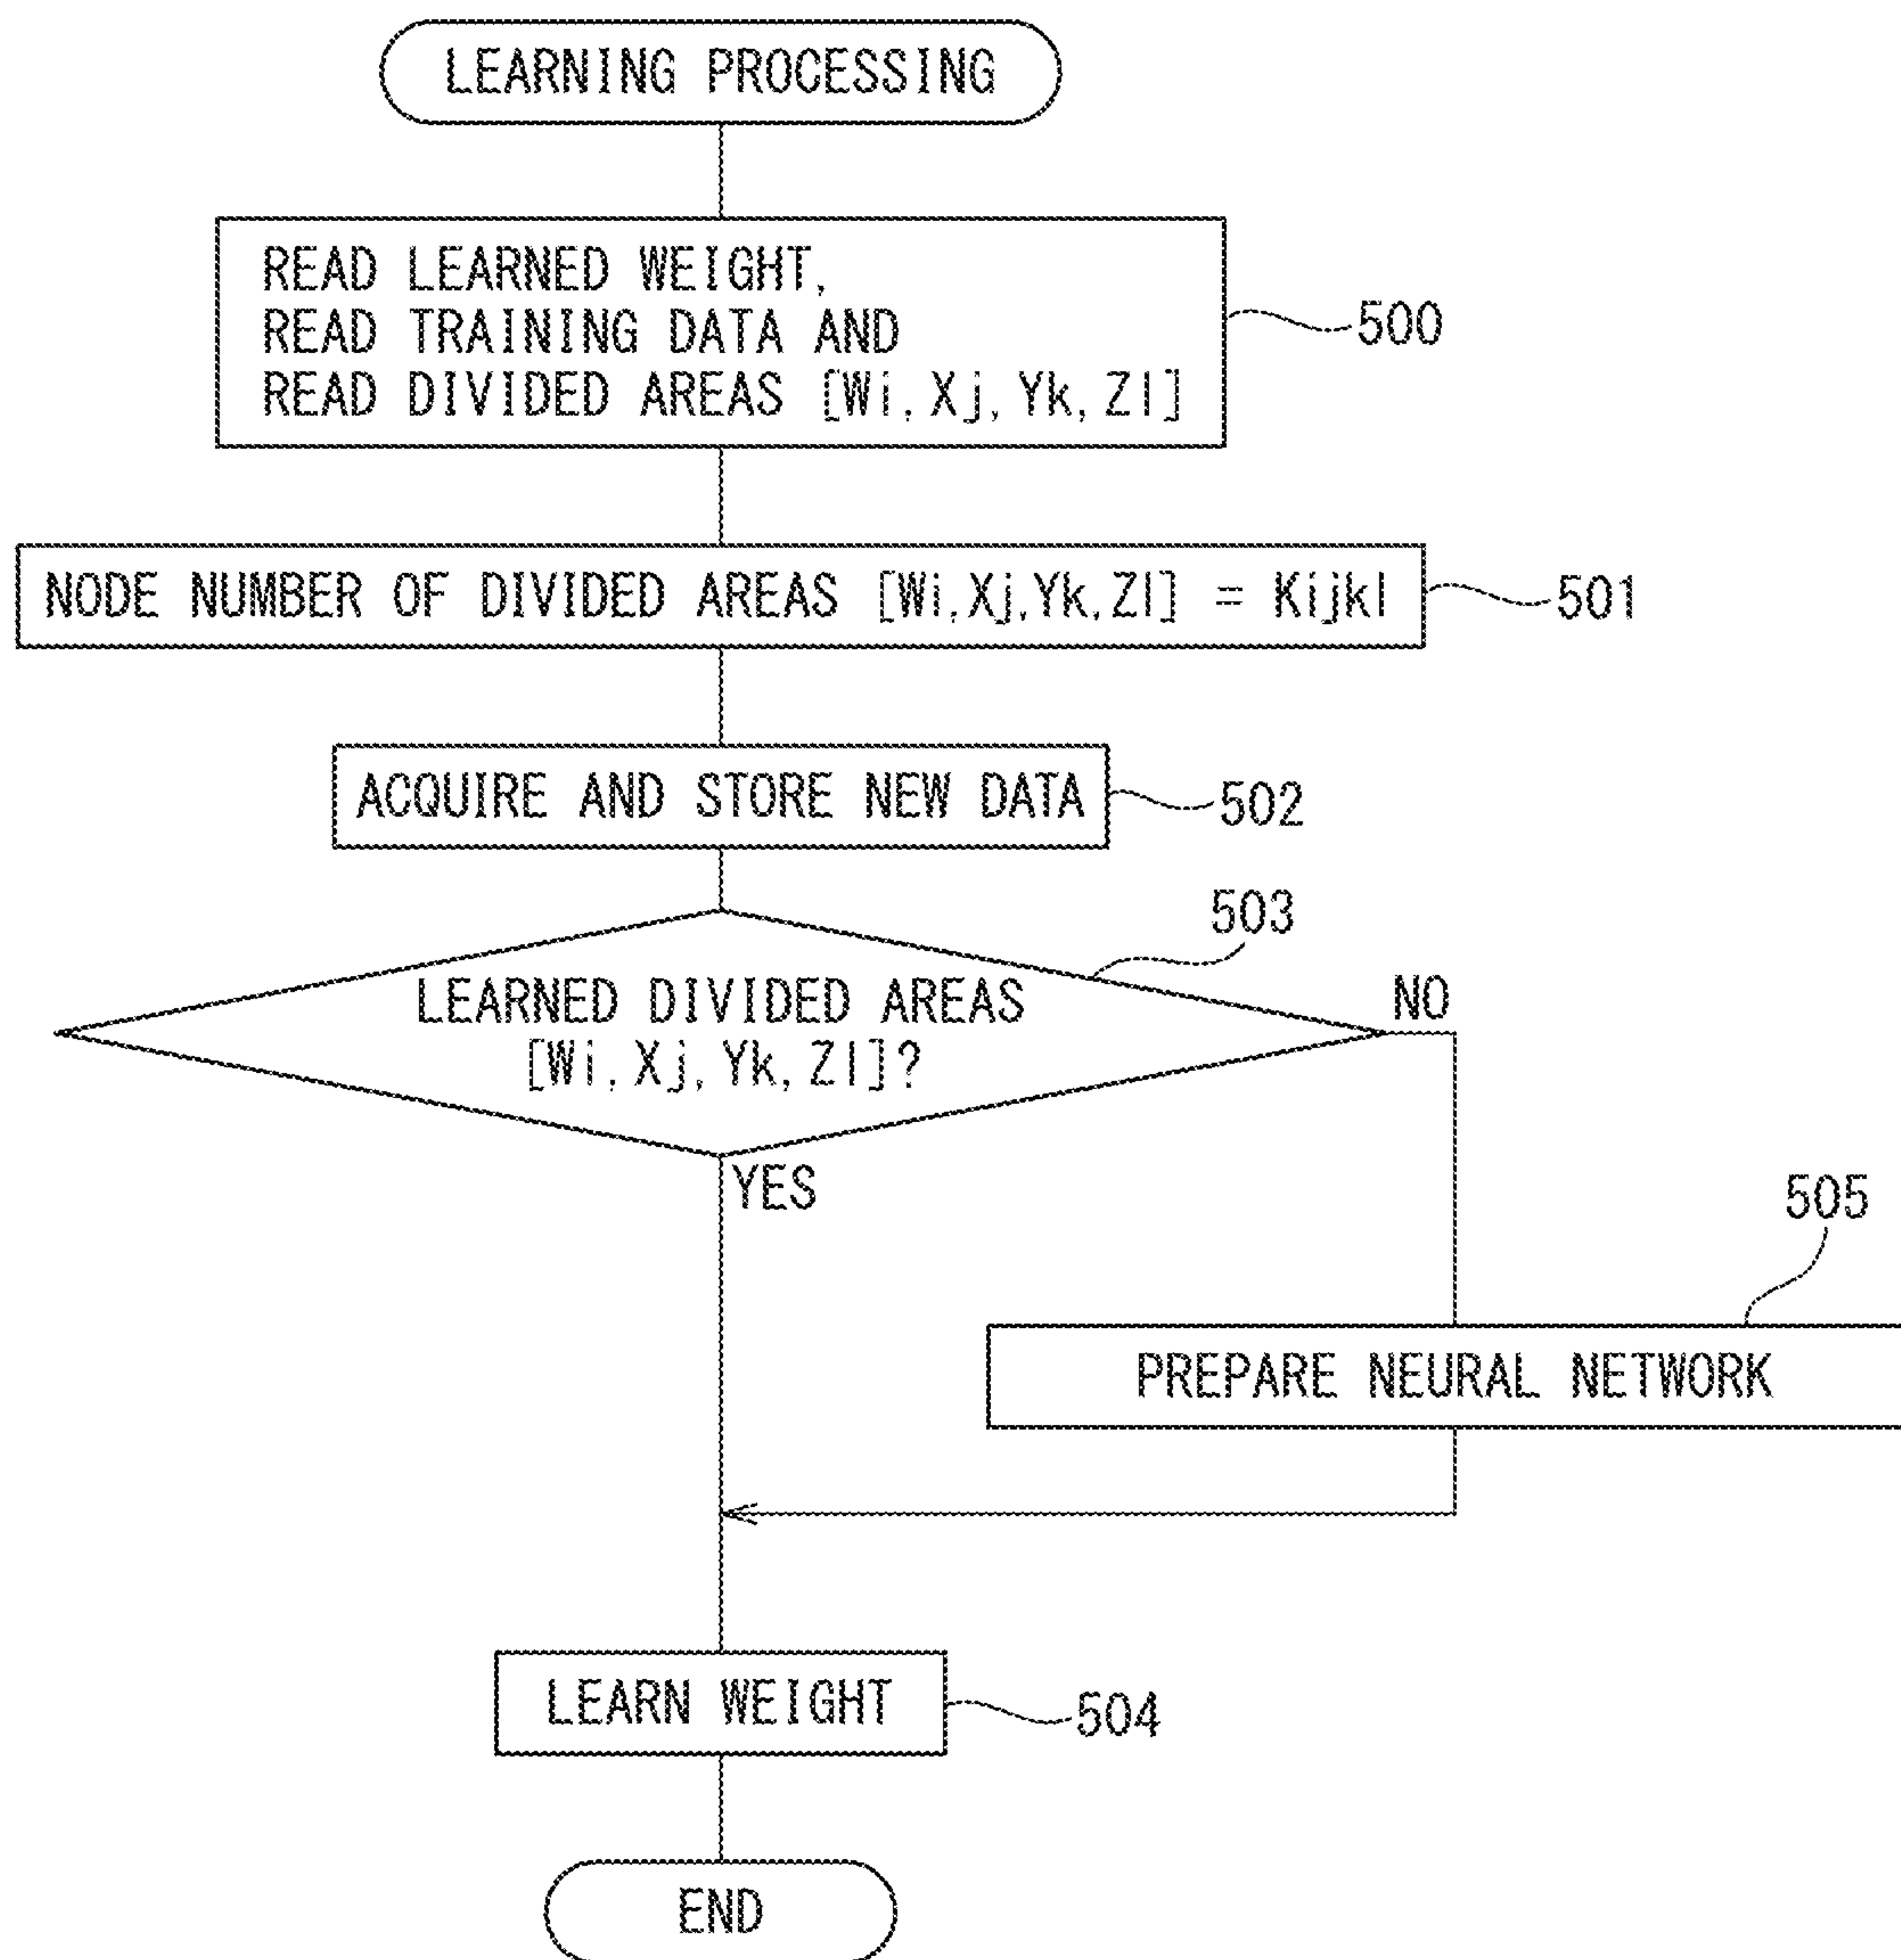 LEARNING PROCESSING
READ LEARNED WEIGHT,
READ TRAINING DATA AND
READ DIVIDED AREAS [Wi, Xj, Yk, Zl]
500
NODE NUMBER OF DIVIDED AREAS [Wi,Xj,Yk,Zl] = Kijkl
501
ACQUIRE AND STORE NEW DATA
502
503
LEARNED DIVIDED AREAS
[Wi, Xj, Yk, Zl]?
NO
YES
505
PREPARE NEURAL NETWORK
LEARN WEIGHT
504
END